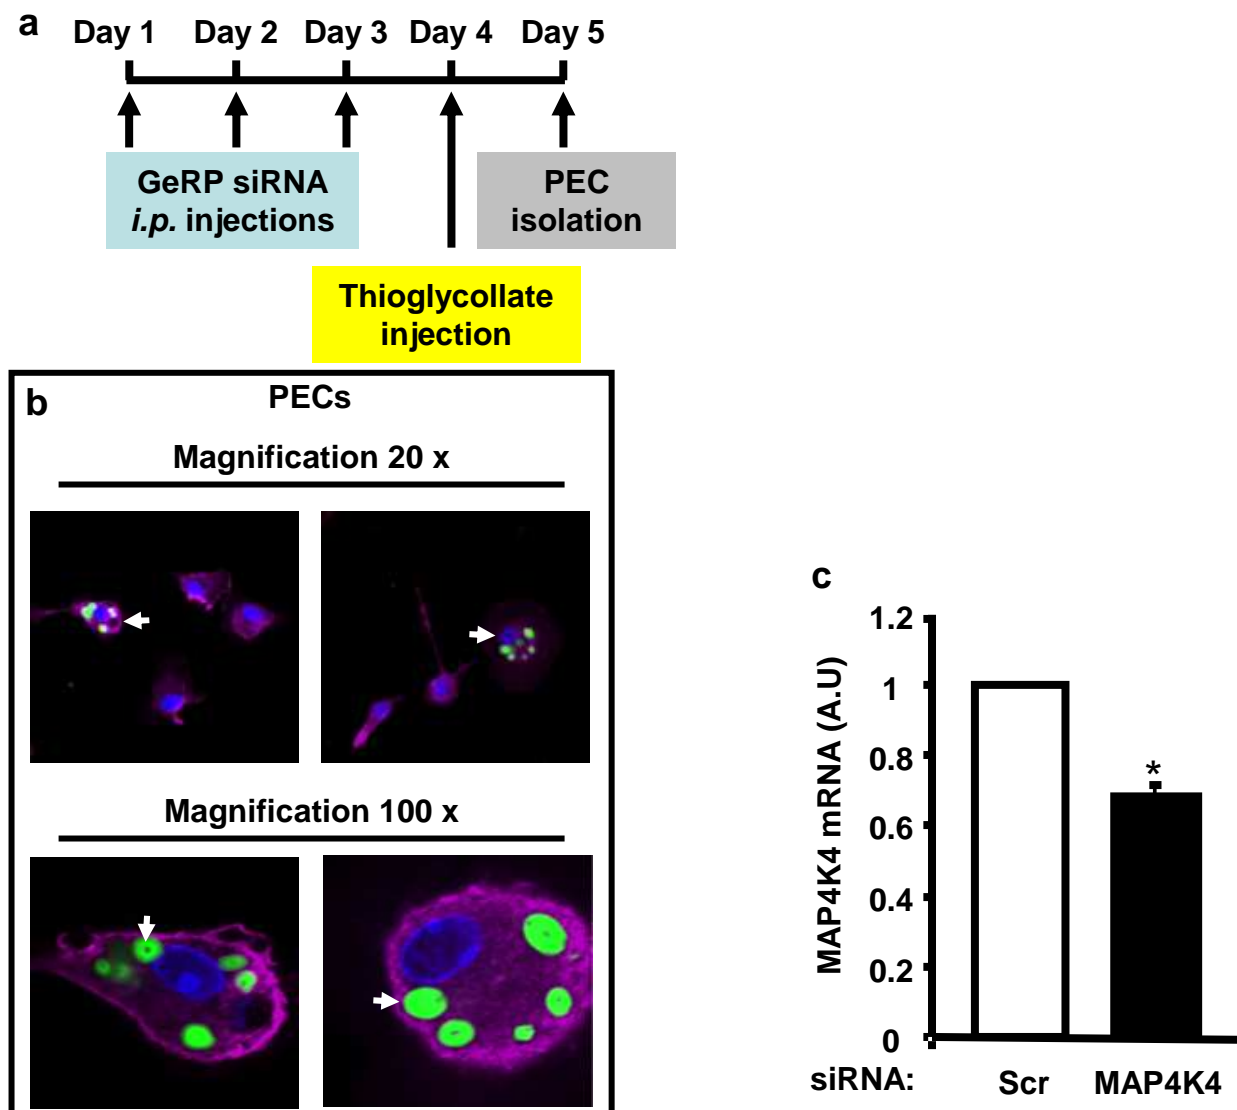 a
Day 1 Day 2 Day 3 Day 4 Day 5
GeRP siRNA
i.p. injections
PEC
isolation
Thioglycollate
injection
b
PECs
Magnification 20 x
Magnification 100 x
c
MAP4K4 mRNA (A.U)
1.2
1
0.8
0.6
0.4
0.2
0
*
siRNA: Scr MAP4K4